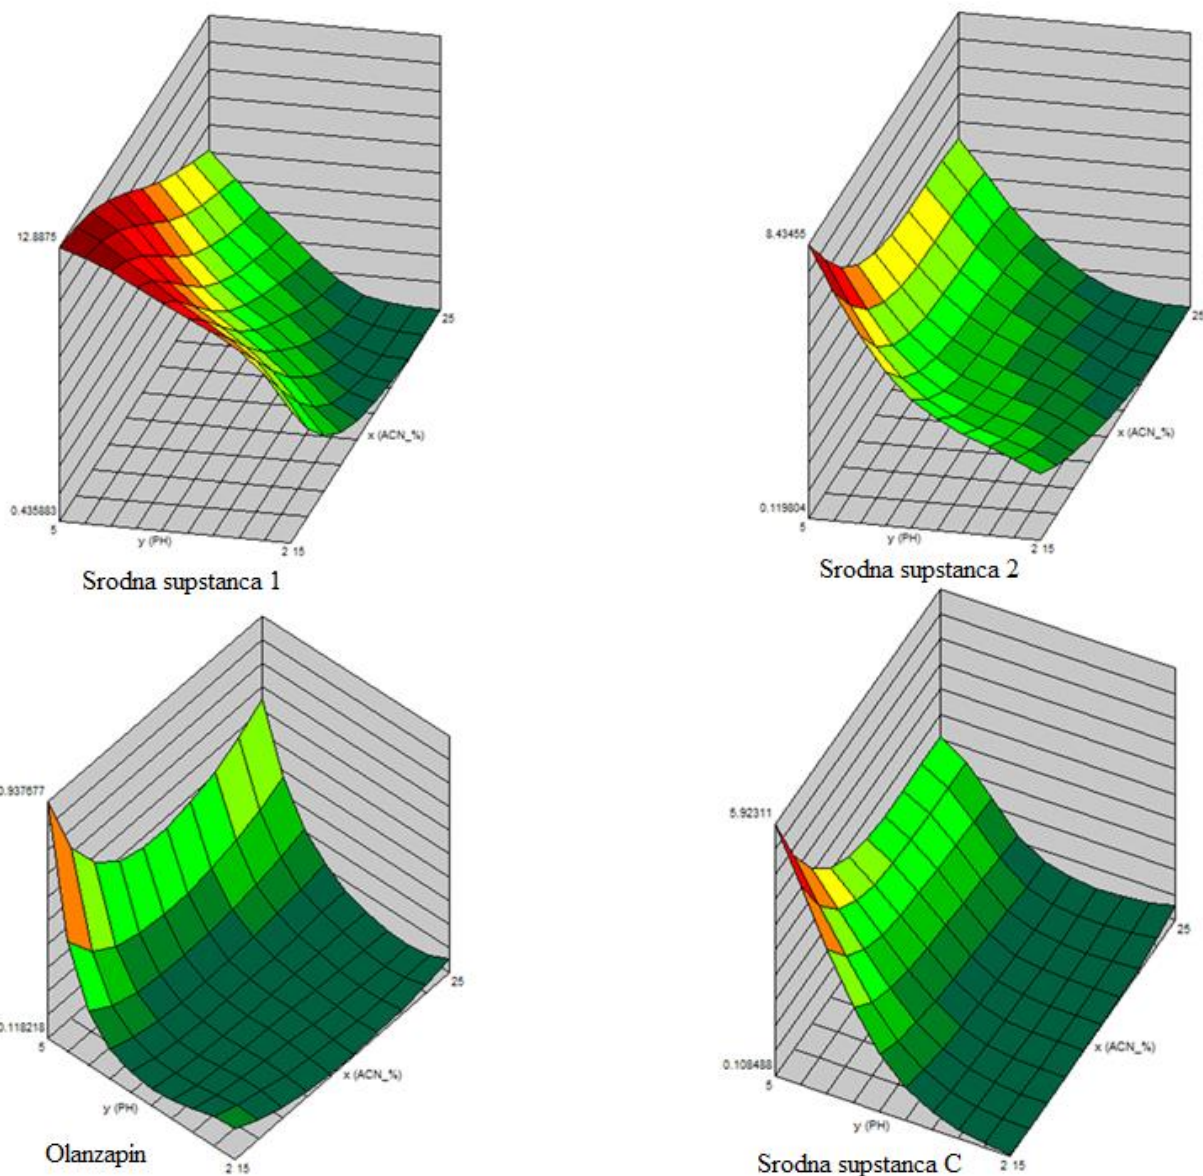 12.8875
25
x (ACN_%)
0.435883
5
y (PH)
2 15
Srodna supstanca 1
8.43455
25
x (ACN_%)
0.119804
5
y (PH)
2 15
Srodna supstanca 2
0.937677
25
x (ACN_%)
0.118218
5
y (PH)
2 15
Olanzapin
5.92311
25
x (ACN_%)
0.108488
5
y (PH)
2 15
Srodna supstanca C